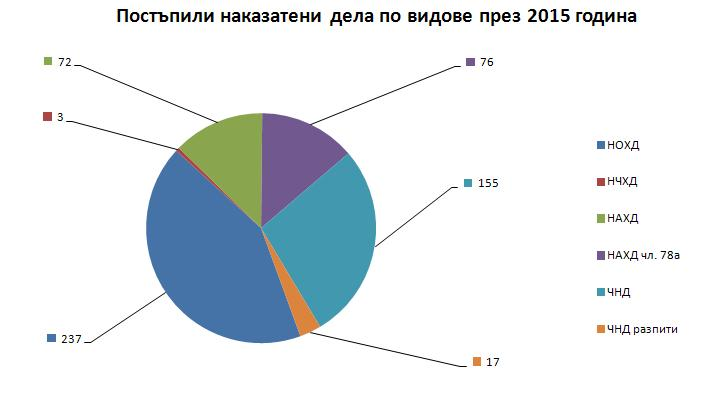 Постъпили наказатени дела по видове през 2015 година
72
76
3
155
237
17
НОХД
НЧХД
НАХД
НАХД чл. 78а
ЧНД
ЧНД разпити